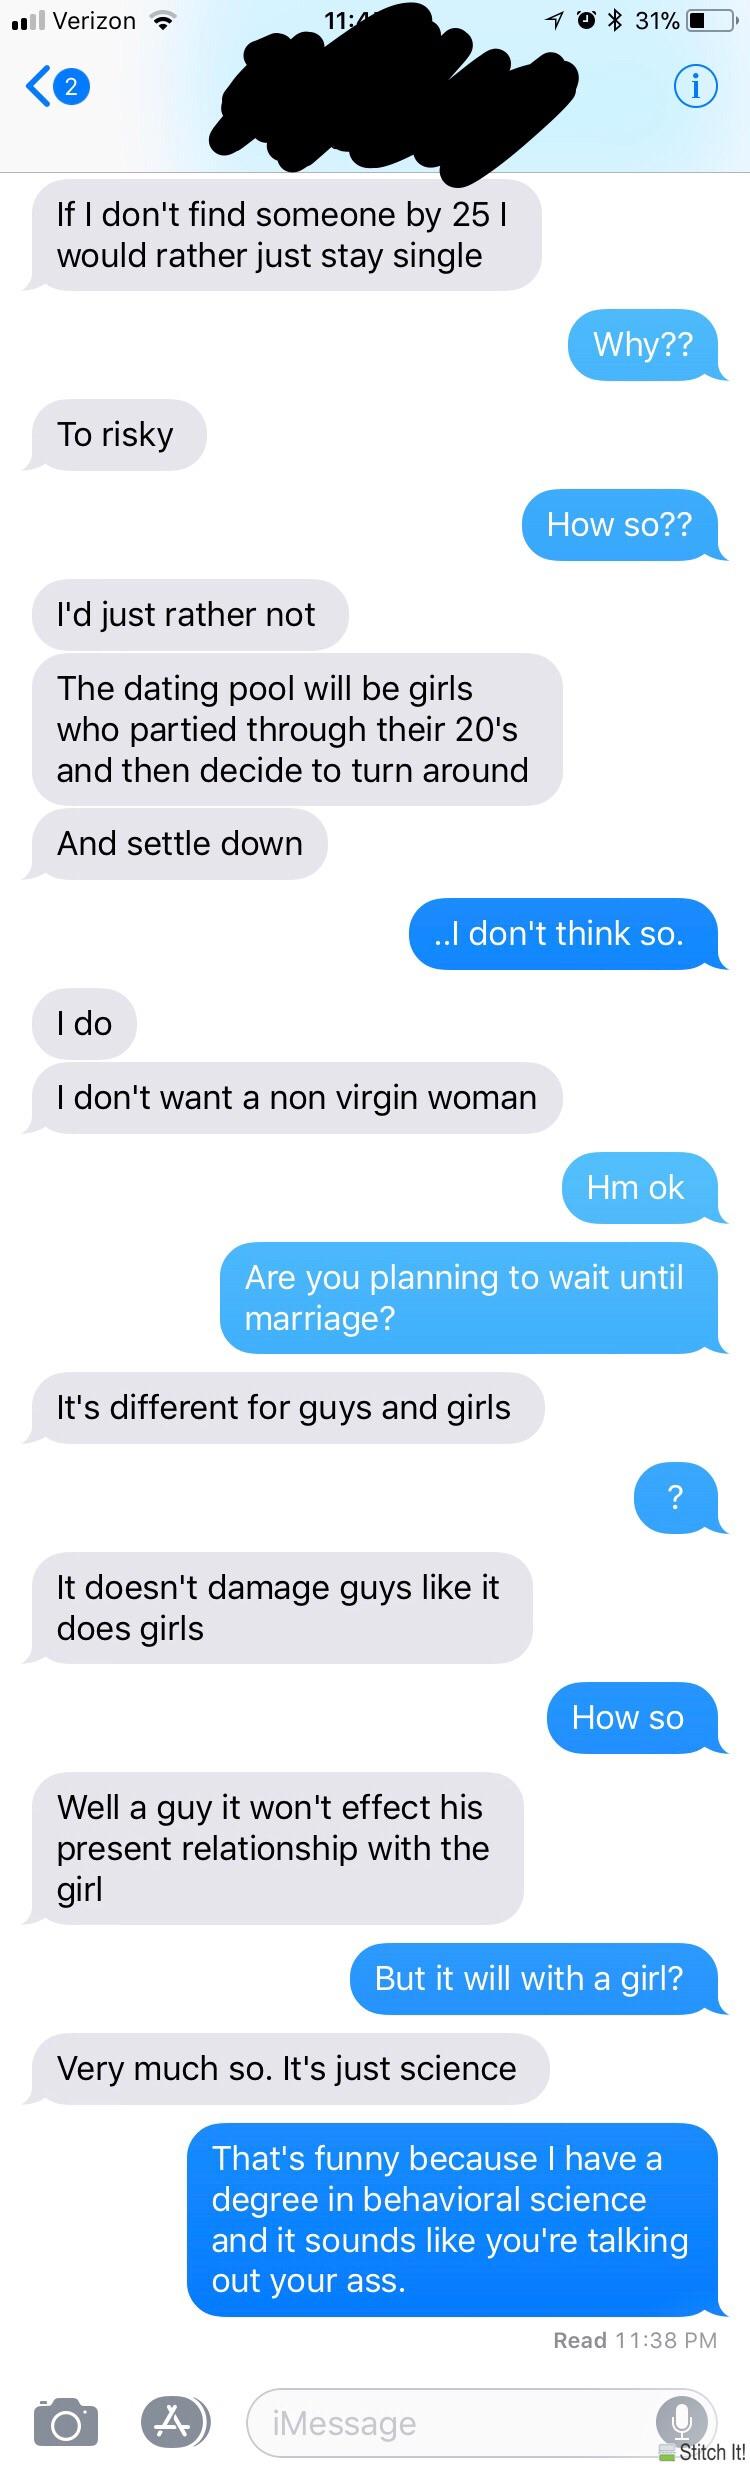 Verizon 11:4 31%
2
If I don't find someone by 25 I
would rather just stay single
Why??
To risky
How so??
I'd just rather not
The dating pool will be girls
who partied through their 20's
and then decide to turn around
And settle down
..I don't think so.
I do
I don't want a non virgin woman
Hm ok
Are you planning to wait until
marriage?
It's different for guys and girls
?
It doesn't damage guys like it
does girls
How so
Well a guy it won't effect his
present relationship with the
girl
But it will with a girl?
Very much so. It's just science
That's funny because I have a
degree in behavioral science
and it sounds like you're talking
out your ass.
Read 11:38 PM
iMessage
Stitch It!